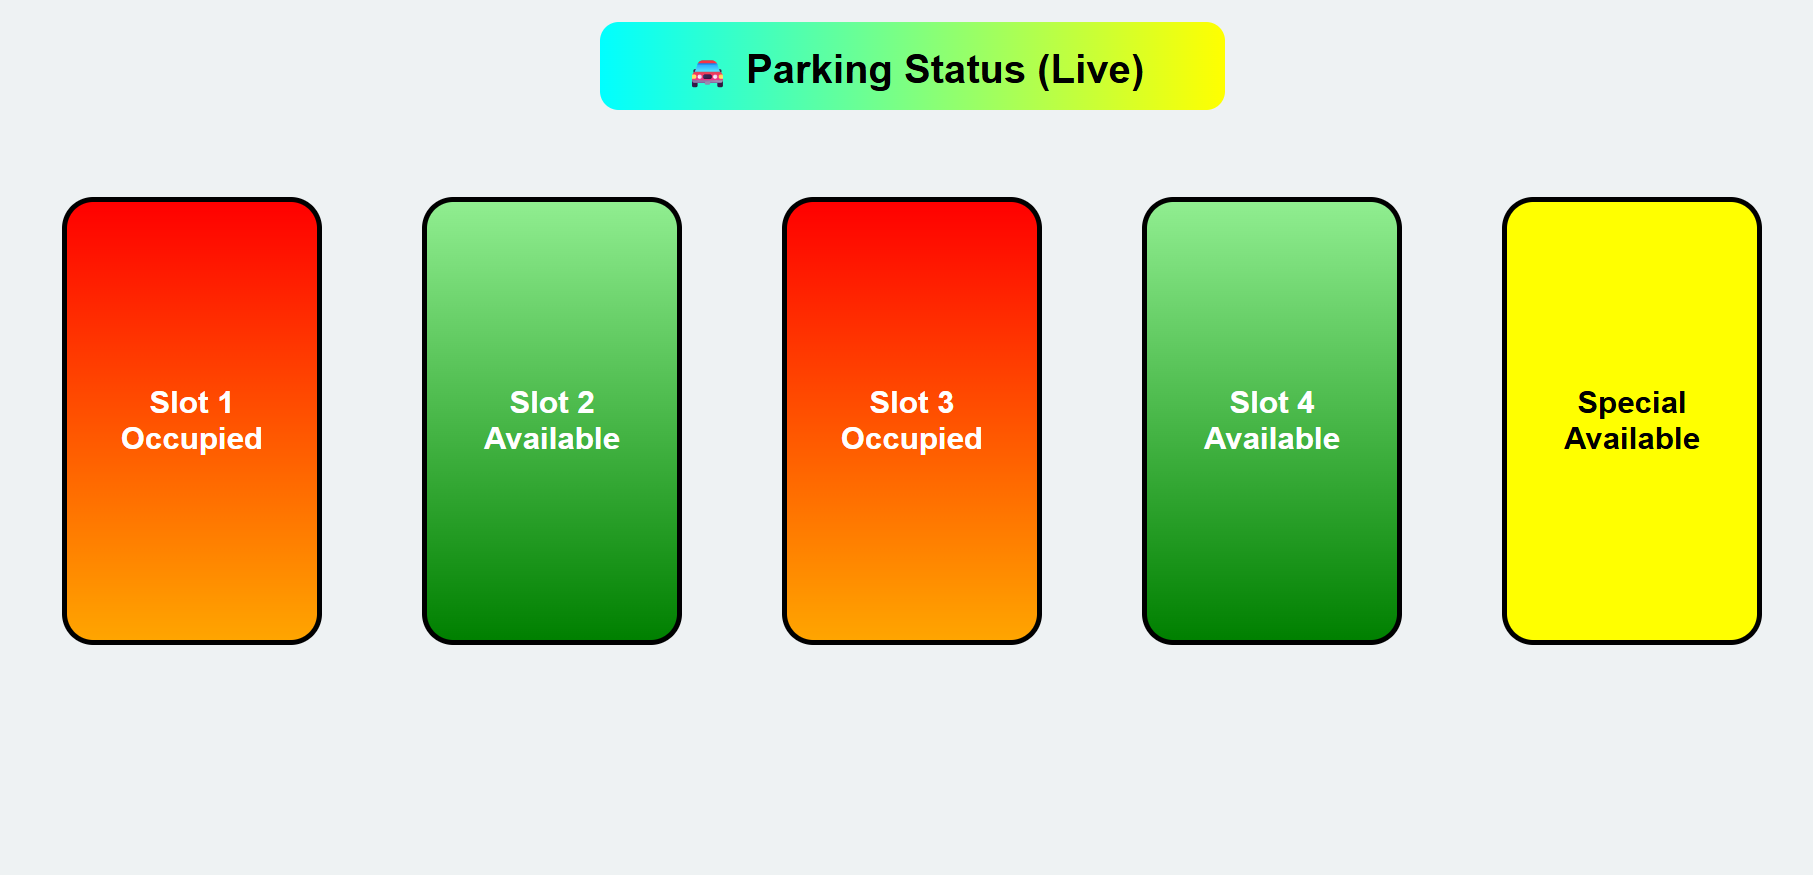 🚘 Parking Status (Live)
Slot 1
Occupied
Slot 2
Available
Slot 3
Occupied
Slot 4
Available
Special
Available